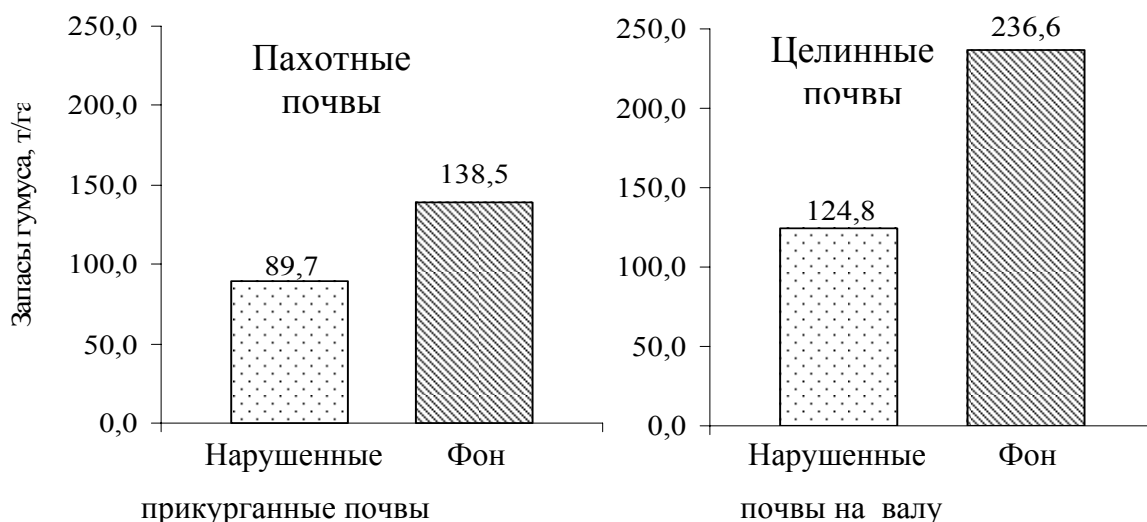 250,0
200,0
150,0
100,0
50,0
0,0
Запасы гумуса, т/га
Пахотные
почвы
89,7
138,5
Нарушенные
Фон
прикурганные почвы
250,0
200,0
150,0
100,0
50,0
0,0
Целинные
почвы
124,8
236,6
Нарушенные
Фон
почвы на валу